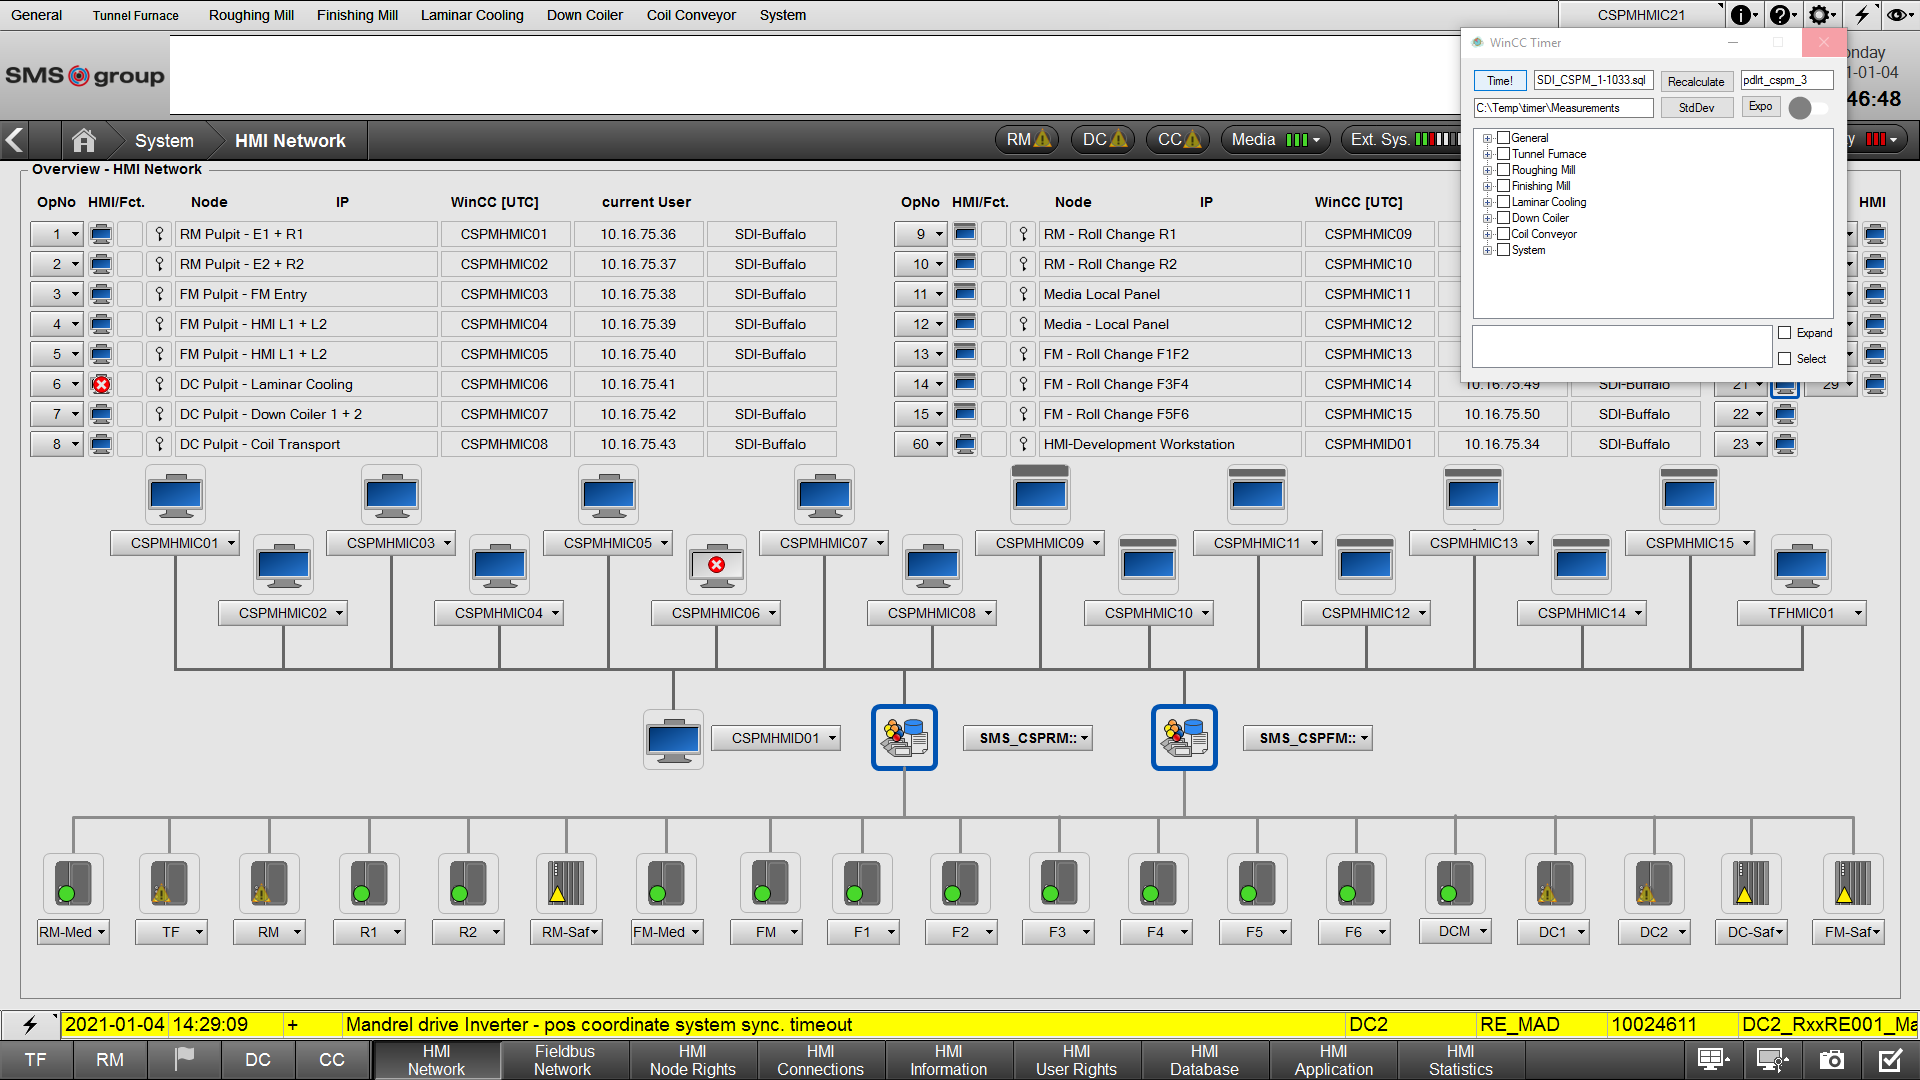 General Tunnel Furnace Roughing Mill Finishing Mill Laminar Cooling Down Coiler Coil Conveyor System CSPMHMIC21
SMS group
WinCC Timer
Time! SDI_CSPM_1-1033.sql Recalculate pdlrt_cspm_3
C:\Temp\timer\Measurements StdDev Expo
nday
-01-04
46:48
System HMI Network RM DC CC Media Ext. Sys.
General
Tunnel Furnace
Roughing Mill
Finishing Mill
Laminar Cooling
Down Coiler
Coil Conveyor
System
Expand
Select
Overview - HMI Network
OpNo HMI/Fct. Node IP WinCC [UTC] current User OpNo HMI/Fct. Node IP WinCC [UTC] HMI
1 RM Pulpit - E1 + R1 CSPMHMIC01 10.16.75.36 SDI-Buffalo 9 RM - Roll Change R1 CSPMHMIC09
2 RM Pulpit - E2 + R2 CSPMHMIC02 10.16.75.37 SDI-Buffalo 10 RM - Roll Change R2 CSPMHMIC10
3 FM Pulpit - FM Entry CSPMHMIC03 10.16.75.38 SDI-Buffalo 11 Media Local Panel CSPMHMIC11
4 FM Pulpit - HMI L1 + L2 CSPMHMIC04 10.16.75.39 SDI-Buffalo 12 Media - Local Panel CSPMHMIC12
5 FM Pulpit - HMI L1 + L2 CSPMHMIC05 10.16.75.40 SDI-Buffalo 13 FM - Roll Change F1F2 CSPMHMIC13
6 DC Pulpit - Laminar Cooling CSPMHMIC06 10.16.75.41 14 FM - Roll Change F3F4 CSPMHMIC14 10.16.75.49 SDI-Buffalo 21 29
7 DC Pulpit - Down Coiler 1 + 2 CSPMHMIC07 10.16.75.42 SDI-Buffalo 15 FM - Roll Change F5F6 CSPMHMIC15 10.16.75.50 SDI-Buffalo 22
8 DC Pulpit - Coil Transport CSPMHMIC08 10.16.75.43 SDI-Buffalo 60 HMI-Development Workstation CSPMHMID01 10.16.75.34 SDI-Buffalo 23
CSPMHMIC01 CSPMHMIC03 CSPMHMIC05 CSPMHMIC07 CSPMHMIC09 CSPMHMIC11 CSPMHMIC13 CSPMHMIC15
CSPMHMIC02 CSPMHMIC04 CSPMHMIC06 CSPMHMIC08 CSPMHMIC10 CSPMHMIC12 CSPMHMIC14 TFHMIC01
CSPMHMID01 SMS_CSPRM:: SMS_CSPFM::
RM-Med TF RM R1 R2 RM-Saf FM-Med FM F1 F2 F3 F4 F5 F6 DCM DC1 DC2 DC-Saf FM-Saf
2021-01-04 14:29:09 + Mandrel drive Inverter - pos coordinate system sync. timeout DC2 RE_MAD 10024611 DC2_RxxRE001_Ma
TF RM DC CC HMI Network Fieldbus Network HMI Node Rights HMI Connections HMI Information HMI User Rights HMI Database HMI Application HMI Statistics